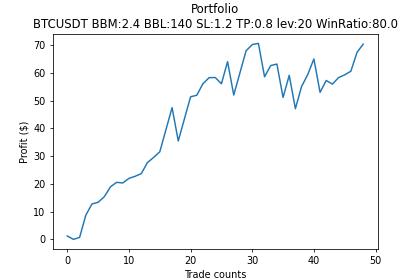 Portfolio
BTCUSDT BBM:2.4 BBL:140 SL:1.2 TP:0.8 lev:20 WinRatio:80.0
70
60
50
40
30
20
10
0
Profit ($)
0 10 20 30 40 50
Trade counts